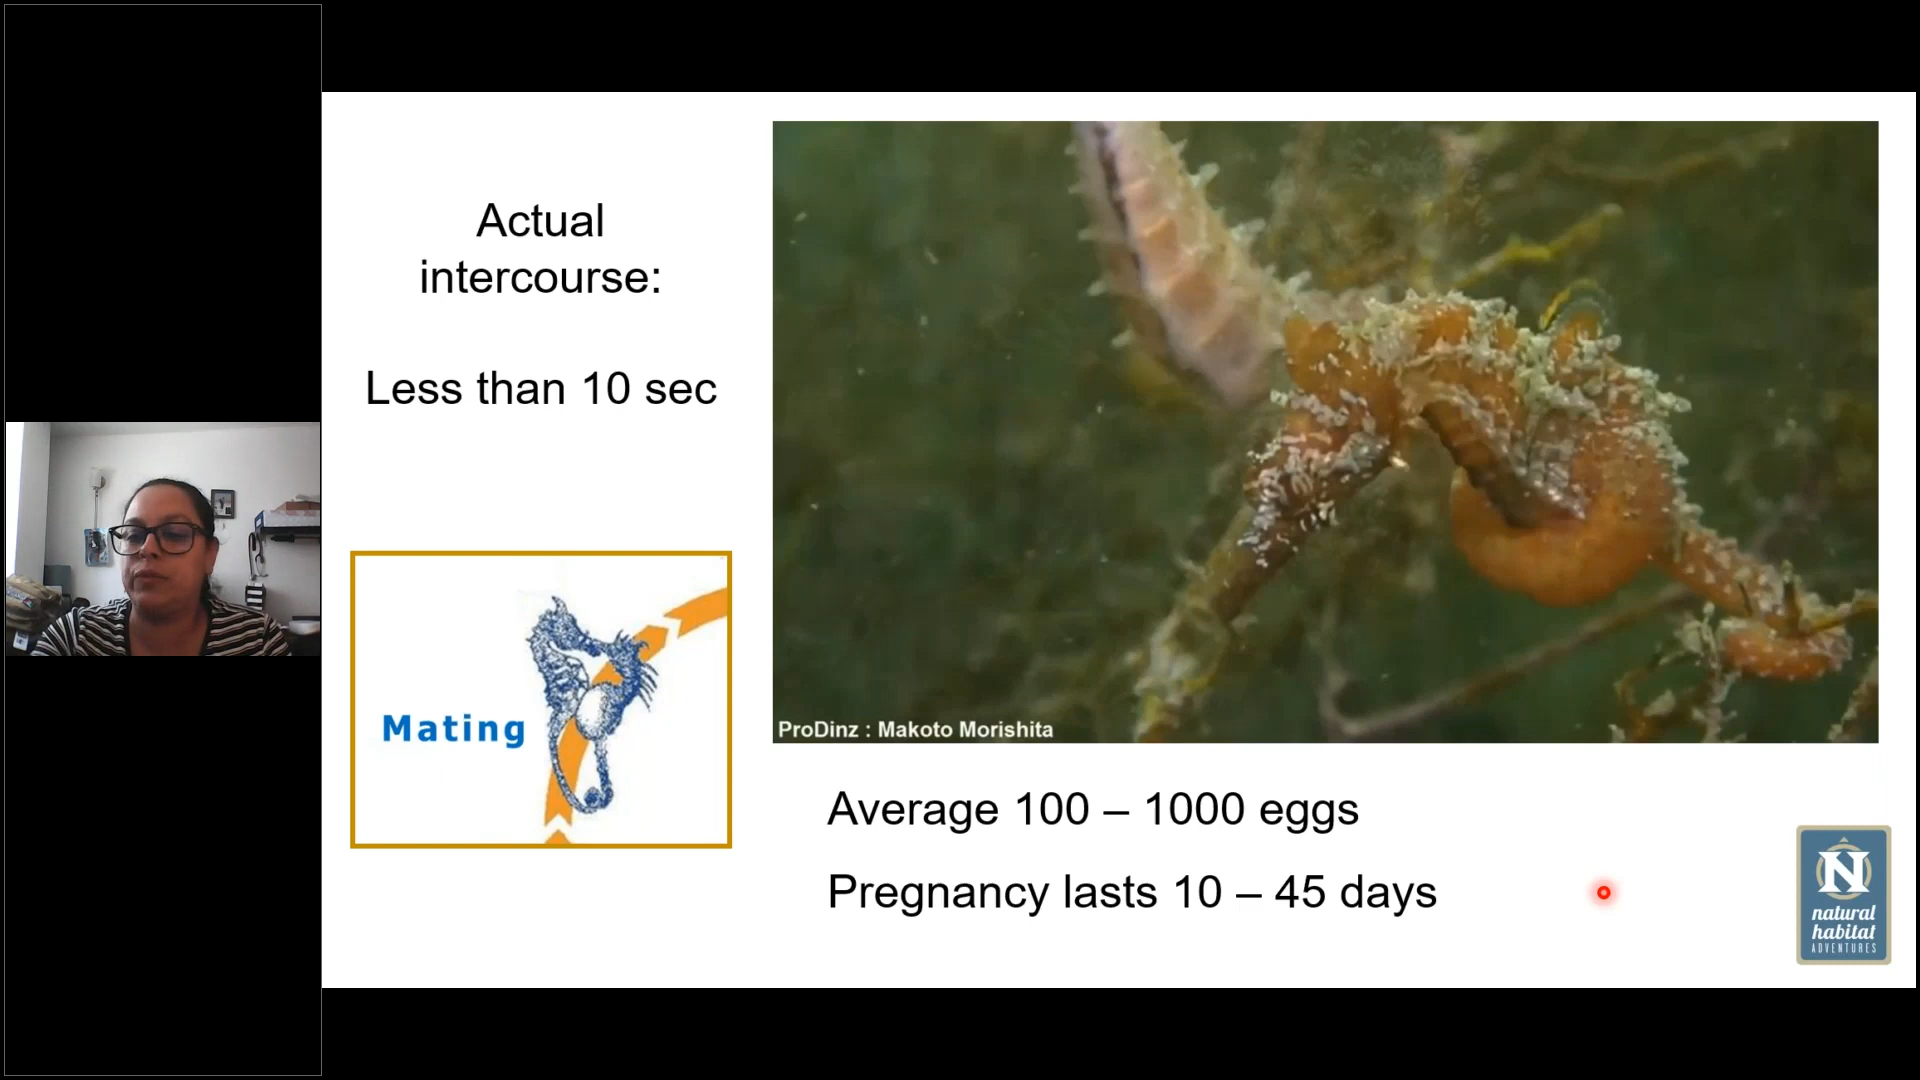 Actual
intercourse:
Less than 10 sec
Mating
ProDinz : Makoto Morishita
Average 100 – 1000 eggs
Pregnancy lasts 10 – 45 days
N
natural
habitat
ADVENTURES